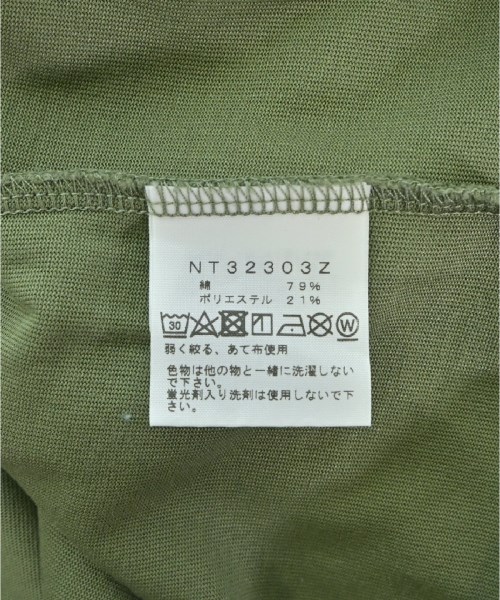 NT32303Z
綿 79%
ポリエステル 21%
30 W
弱く絞る、あて布使用
色物は他の物と一緒に洗濯しない
で下さい。
蛍光剤入り洗剤は使用しないで下
さい。